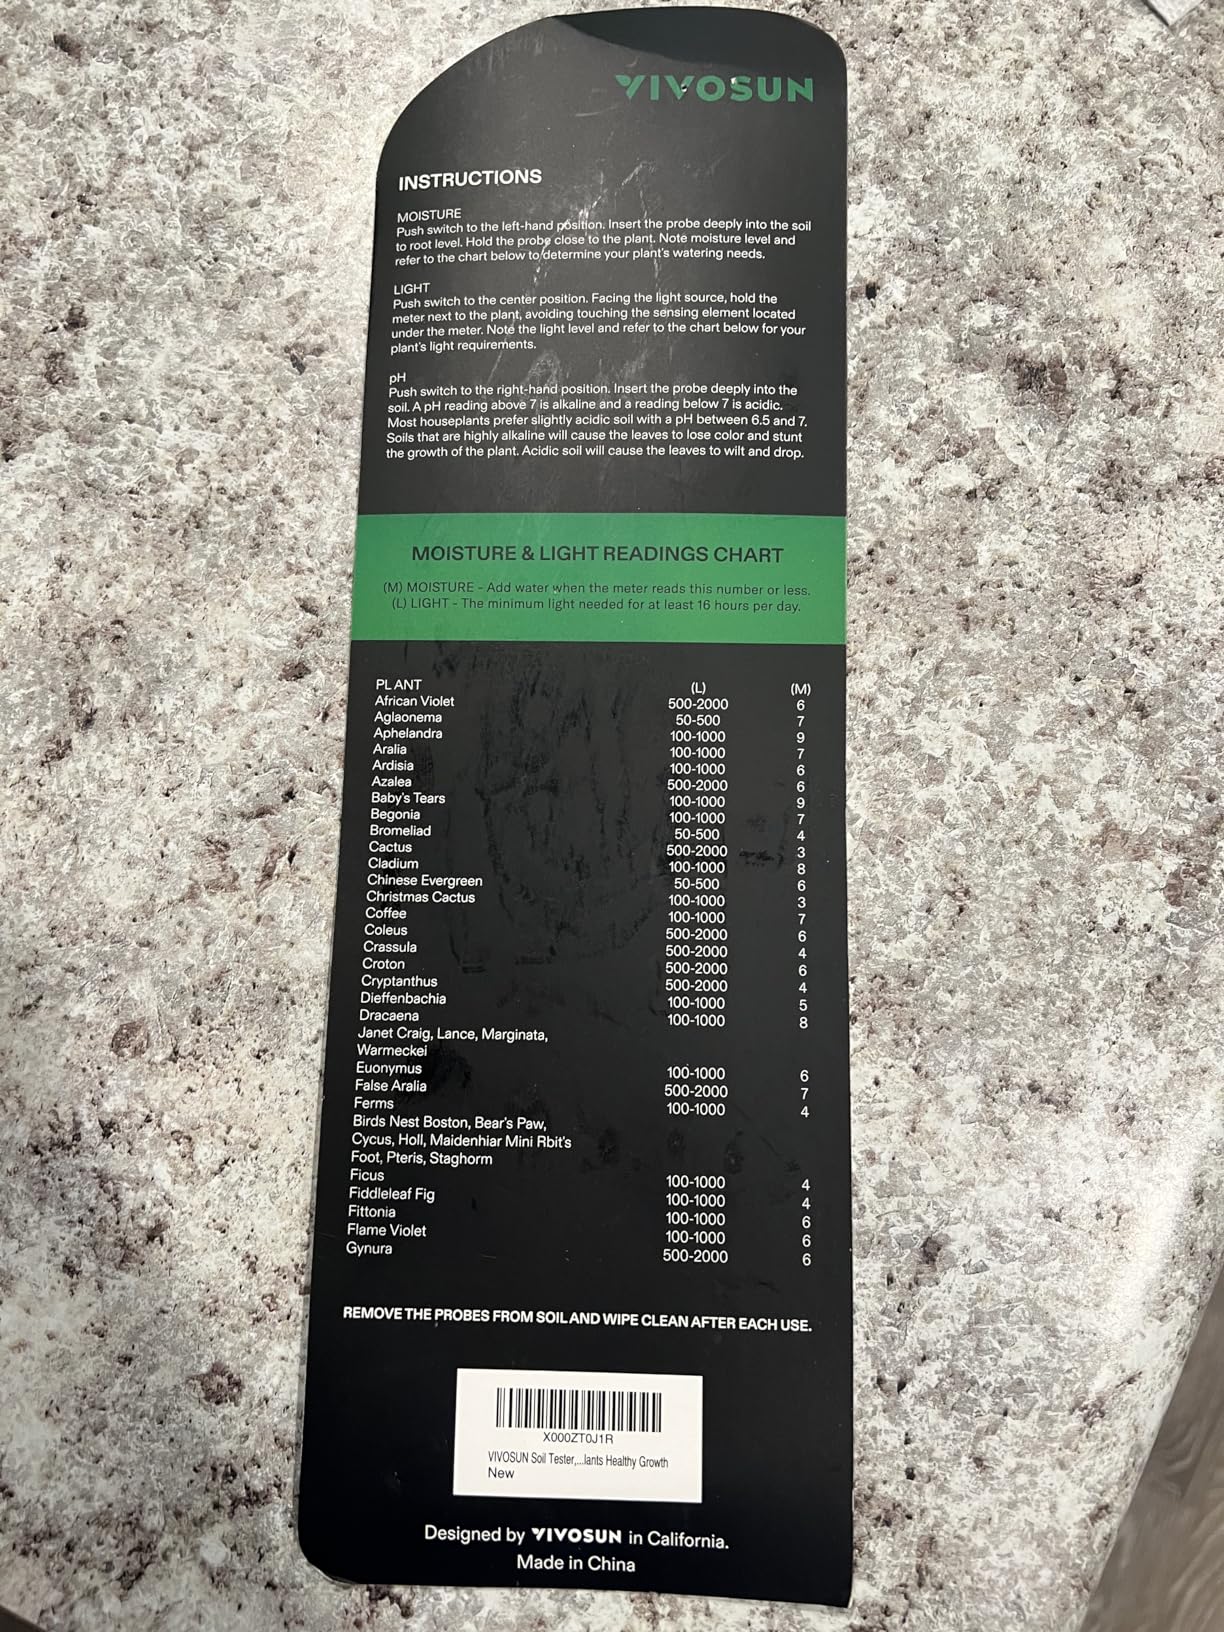 VIVOSUN
INSTRUCTIONS
MOISTURE
Push switch to the left-hand position. Insert the probe deeply into the soil
to root level. Hold the probe close to the plant. Note moisture level and
refer to the chart below to determine your plant's watering needs.
LIGHT
Push switch to the center position. Facing the light source, hold the
meter next to the plant, avoiding touching the sensing element located
under the meter. Note the light level and refer to the chart below for your
plant's light requirements.
pH
Push switch to the right-hand position. Insert the probe deeply into the
soil. A pH reading above 7 is alkaline and a reading below 7 is acidic.
Most houseplants prefer slightly acidic soil with a pH between 6.5 and 7.
Soils that are highly alkaline will cause the leaves to lose color and stunt
the growth of the plant. Acidic soil will cause the leaves to wilt and drop.
MOISTURE & LIGHT READINGS CHART
(M) MOISTURE - Add water when the meter reads this number or less.
(L) LIGHT - The minimum light needed for at least 16 hours per day.
PLANT (L) (M)
African Violet 500-2000 6
Aglaonema 50-500 7
Aphelandra 100-1000 9
Aralia 100-1000 7
Ardisia 100-1000 6
Azalea 500-2000 6
Baby's Tears 100-1000 9
Begonia 100-1000 7
Bromeliad 50-500 4
Cactus 500-2000 3
Cladium 100-1000 8
Chinese Evergreen 50-500 6
Christmas Cactus 100-1000 3
Coffee 100-1000 7
Coleus 500-2000 6
Crassula 500-2000 4
Croton 500-2000 6
Cryptanthus 500-2000 4
Dieffenbachia 100-1000 5
Dracaena 100-1000 8
Janet Craig, Lance, Marginata,
Warmeckei
Euonymus 100-1000 6
False Aralia 500-2000 7
Ferms 100-1000 4
Birds Nest Boston, Bear's Paw,
Cycus, Holl, Maidenhiar Mini Rbit's
Foot, Pteris, Staghorm
Ficus 100-1000 4
Fiddleleaf Fig 100-1000 4
Fittonia 100-1000 6
Flame Violet 100-1000 6
Gynura 500-2000 6
REMOVE THE PROBES FROM SOIL AND WIPE CLEAN AFTER EACH USE.
X000ZT0J1R
VIVOSUN Soil Tester,...lants Healthy Growth
New
Designed by VIVOSUN in California.
Made in China